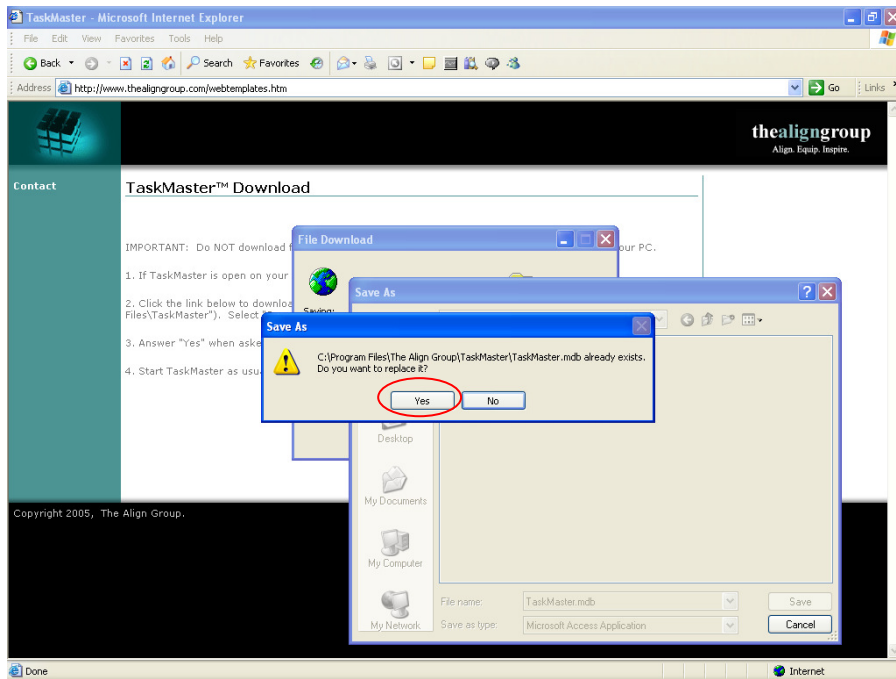 TaskMaster - Microsoft Internet Explorer
File Edit View Favorites Tools Help
Back Search Favorites
Address http://www.thealigngroup.com/webtemplates.htm Go Links
thealigngroup
Align. Equip. Inspire.
Contact
TaskMaster™ Download
IMPORTANT: Do NOT download
our PC.
1. If TaskMaster is open on your
2. Click the link below to downloa
Files\TaskMaster"). Select
3. Answer "Yes" when aske
4. Start TaskMaster as usu
File Download
Saving:
Save As
Save As
C:\Program Files\The Align Group\TaskMaster\TaskMaster.mdb already exists.
Do you want to replace it?
Yes No
Desktop
My Documents
My Computer
My Network
File name: TaskMaster.mdb Save
Save as type: Microsoft Access Application Cancel
Copyright 2005, The Align Group.
Done Internet